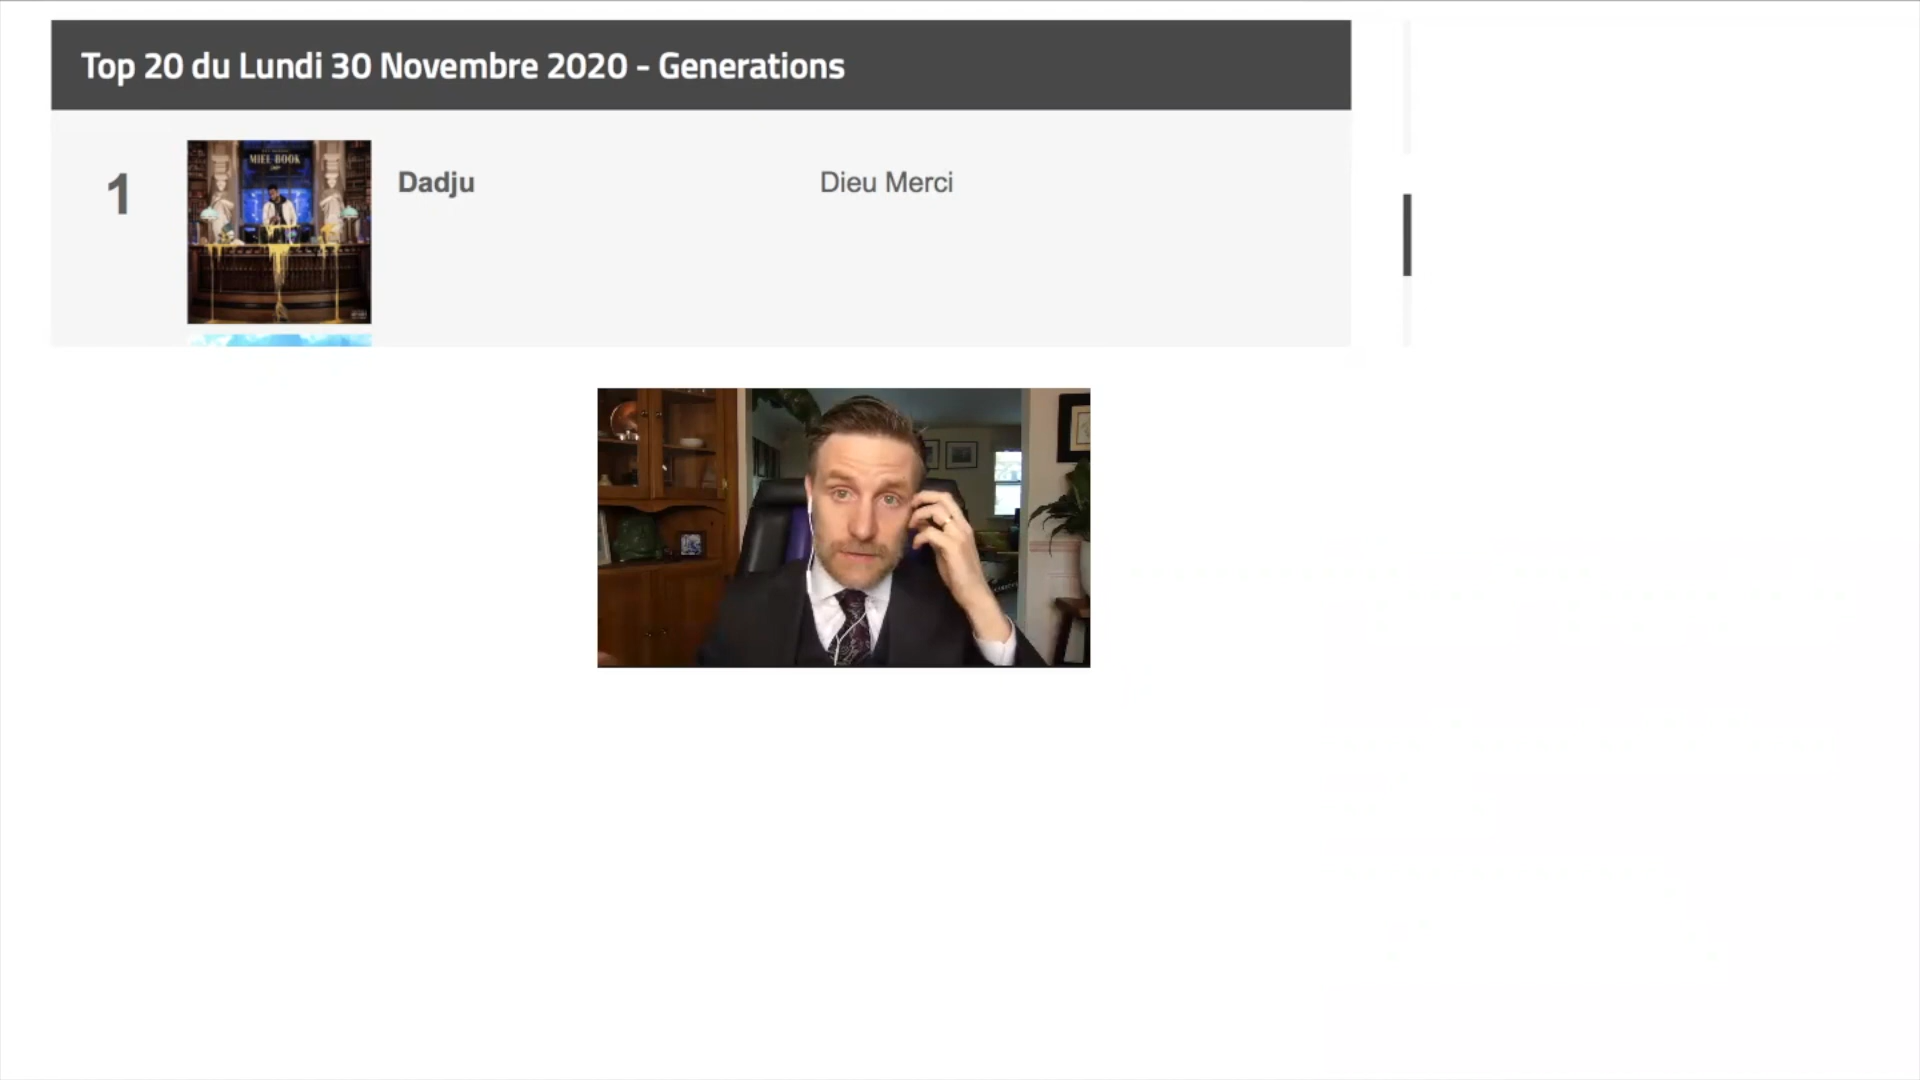 Top 20 du Lundi 30 Novembre 2020 - Generations
1
MIEL BOOK
Dadju
Dieu Merci